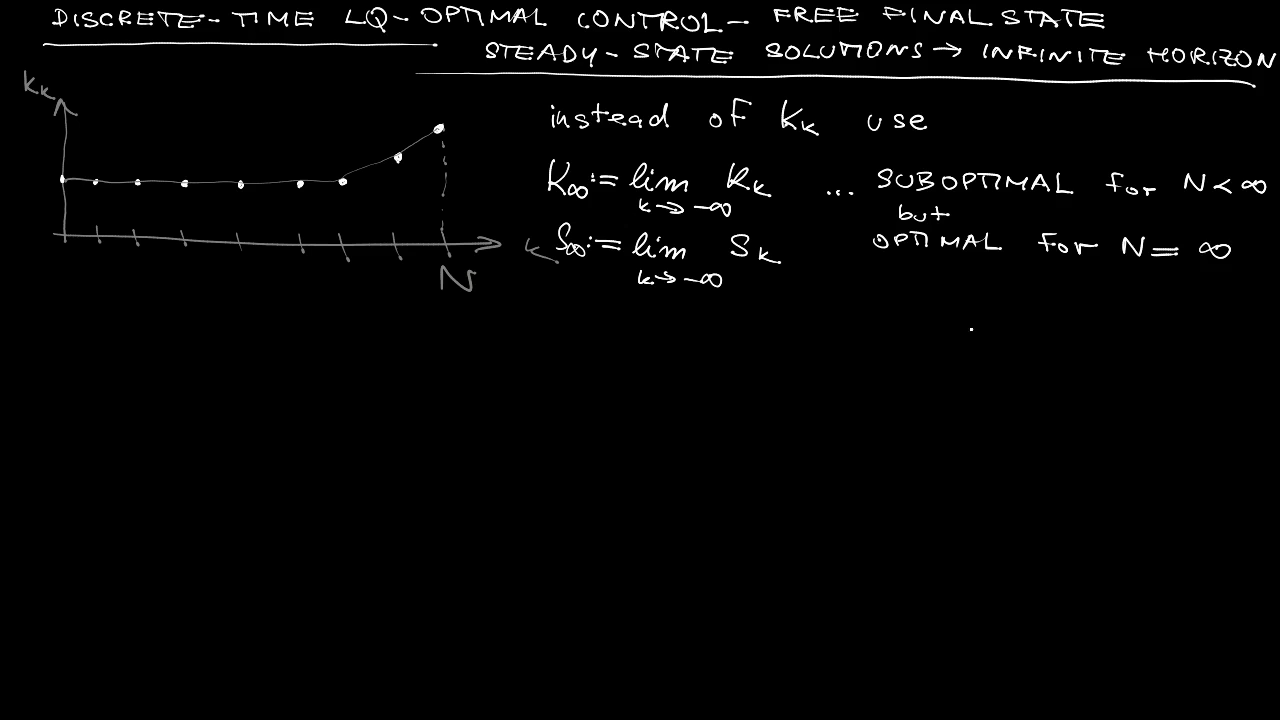 DISCRETE-TIME LQ-OPTIMAL CONTROL - FREE FINAL STATE
STEADY-STATE SOLUTIONS → INFINITE HORIZON
Kk
k
N
instead of Kk use
K∞:= lim Kk ... SUBOPTIMAL for N<∞
k→-∞
but
S∞:= lim Sk OPTIMAL for N=∞
k→-∞